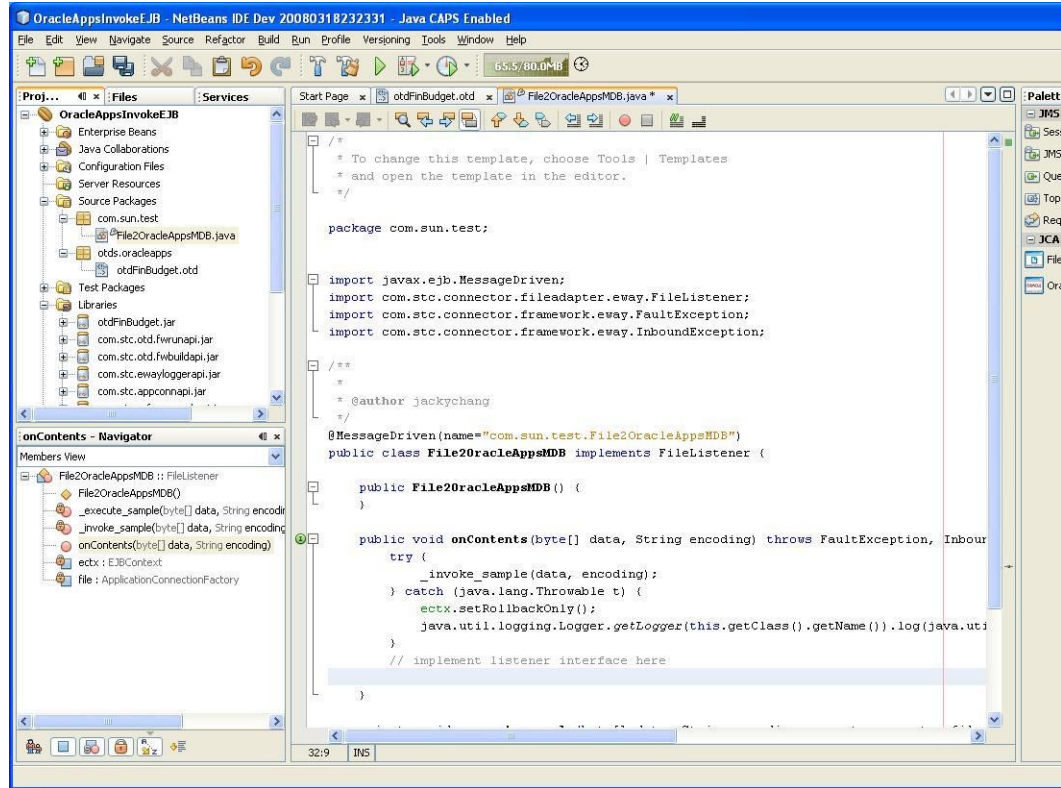 OracleAppsInvokeEJB - NetBeans IDE Dev 20080318232331 - Java CAPS Enabled
File Edit View Navigate Source Refactor Build Run Profile Versioning Tools Window Help
65.5/80.0MB
Proj... Files Services
OracleAppsInvokeEJB
Enterprise Beans
Java Collaborations
Configuration Files
Server Resources
Source Packages
com.sun.test
File2OracleAppsMDB.java
otds.oracleapps
otdFinBudget.otd
Test Packages
Libraries
otdFinBudget.jar
com.stc.otd.fwrunapi.jar
com.stc.otd.fwbuildapi.jar
com.stc.ewayloggerapi.jar
com.stc.appconnapi.jar
onContents - Navigator
Members View
File2OracleAppsMDB :: FileListener
File2OracleAppsMDB()
_execute_sample(byte[] data, String encodin
_invoke_sample(byte[] data, String encoding
onContents(byte[] data, String encoding)
ectx : EJBContext
file : ApplicationConnectionFactory
Start Page otdFinBudget.otd File2OracleAppsMDB.java *
/*
* To change this template, choose Tools | Templates
* and open the template in the editor.
*/
package com.sun.test;
import javax.ejb.MessageDriven;
import com.stc.connector.fileadapter.eway.FileListener;
import com.stc.connector.framework.eway.FaultException;
import com.stc.connector.framework.eway.InboundException;
/**
*
* @author jackychang
*/
@MessageDriven(name="com.sun.test.File2OracleAppsMDB")
public class File2OracleAppsMDB implements FileListener {
public File2OracleAppsMDB() {
}
public void onContents(byte[] data, String encoding) throws FaultException, Inbour
try {
_invoke_sample(data, encoding);
} catch (java.lang.Throwable t) {
ectx.setRollbackOnly();
java.util.logging.Logger.getLogger(this.getClass().getName()).log(java.uti
}
// implement listener interface here
}
32:9 INS
Palett
JMS
Ses
JMS
Que
Top
Req
JCA
File
Ora